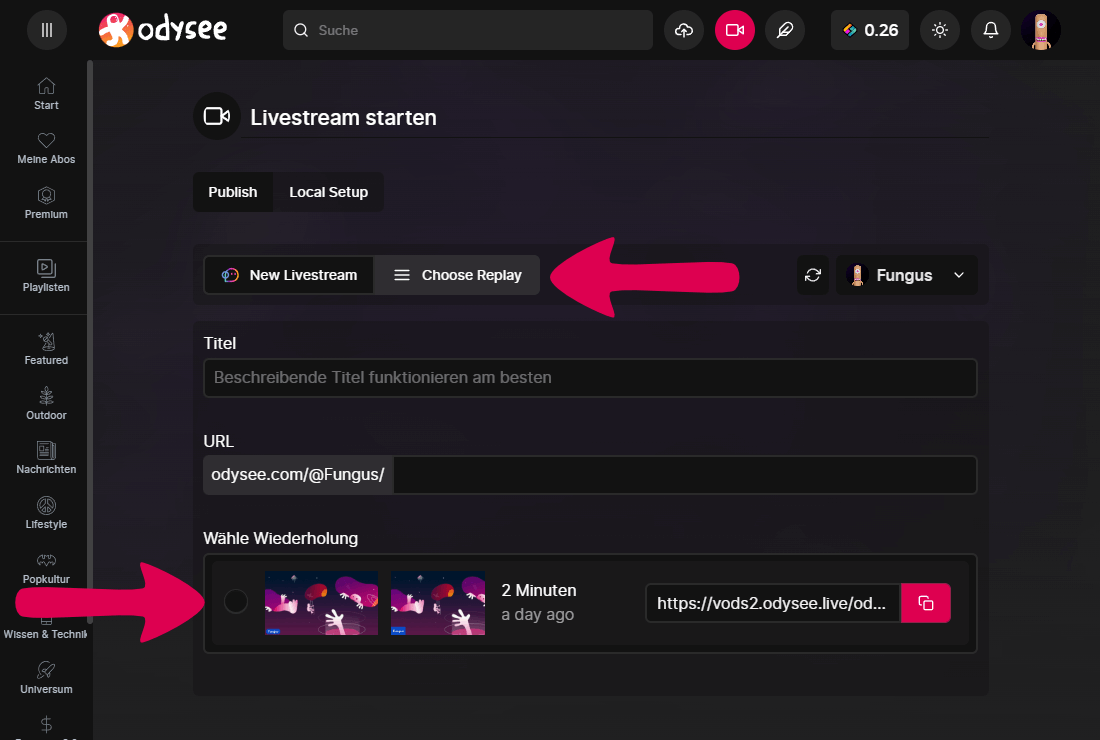 odysee
Suche
0.26
Start
Meine Abos
Premium
Playlisten
Featured
Outdoor
Nachrichten
Lifestyle
Popkultur
Wissen & Technik
Universum
Livestream starten
Publish
Local Setup
New Livestream
Choose Replay
Fungus
Titel
Beschreibende Titel funktionieren am besten
URL
odysee.com/@Fungus/
Wähle Wiederholung
2 Minuten
a day ago
https://vods2.odysee.live/od...